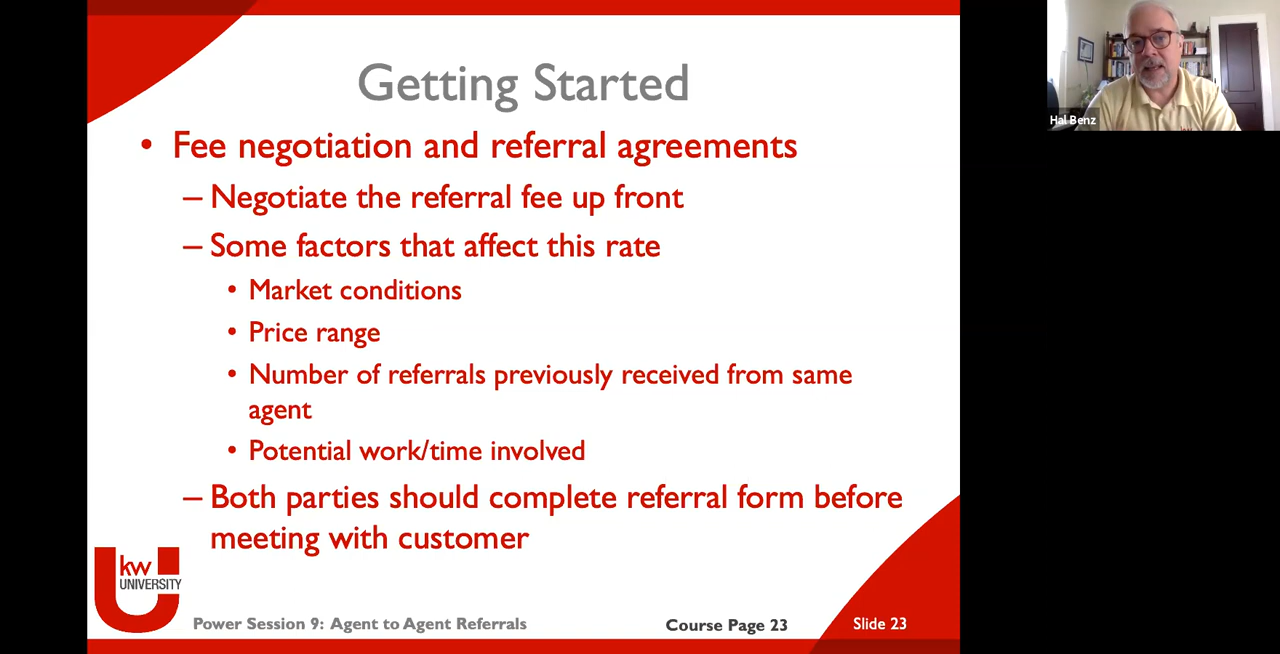 Getting Started
• Fee negotiation and referral agreements
– Negotiate the referral fee up front
– Some factors that affect this rate
• Market conditions
• Price range
• Number of referrals previously received from same
agent
• Potential work/time involved
– Both parties should complete referral form before
meeting with customer
kw
UNIVERSITY
Power Session 9: Agent to Agent Referrals
Course Page 23
Slide 23
Hal Benz